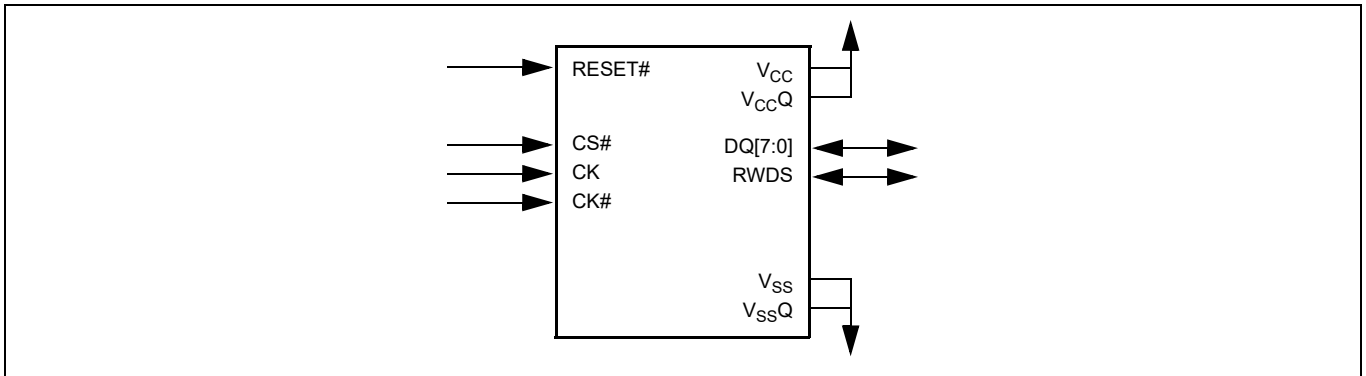 RESET#
CS#
CK
CK#
VCC
VCCQ
DQ[7:0]
RWDS
VSS
VSSQ